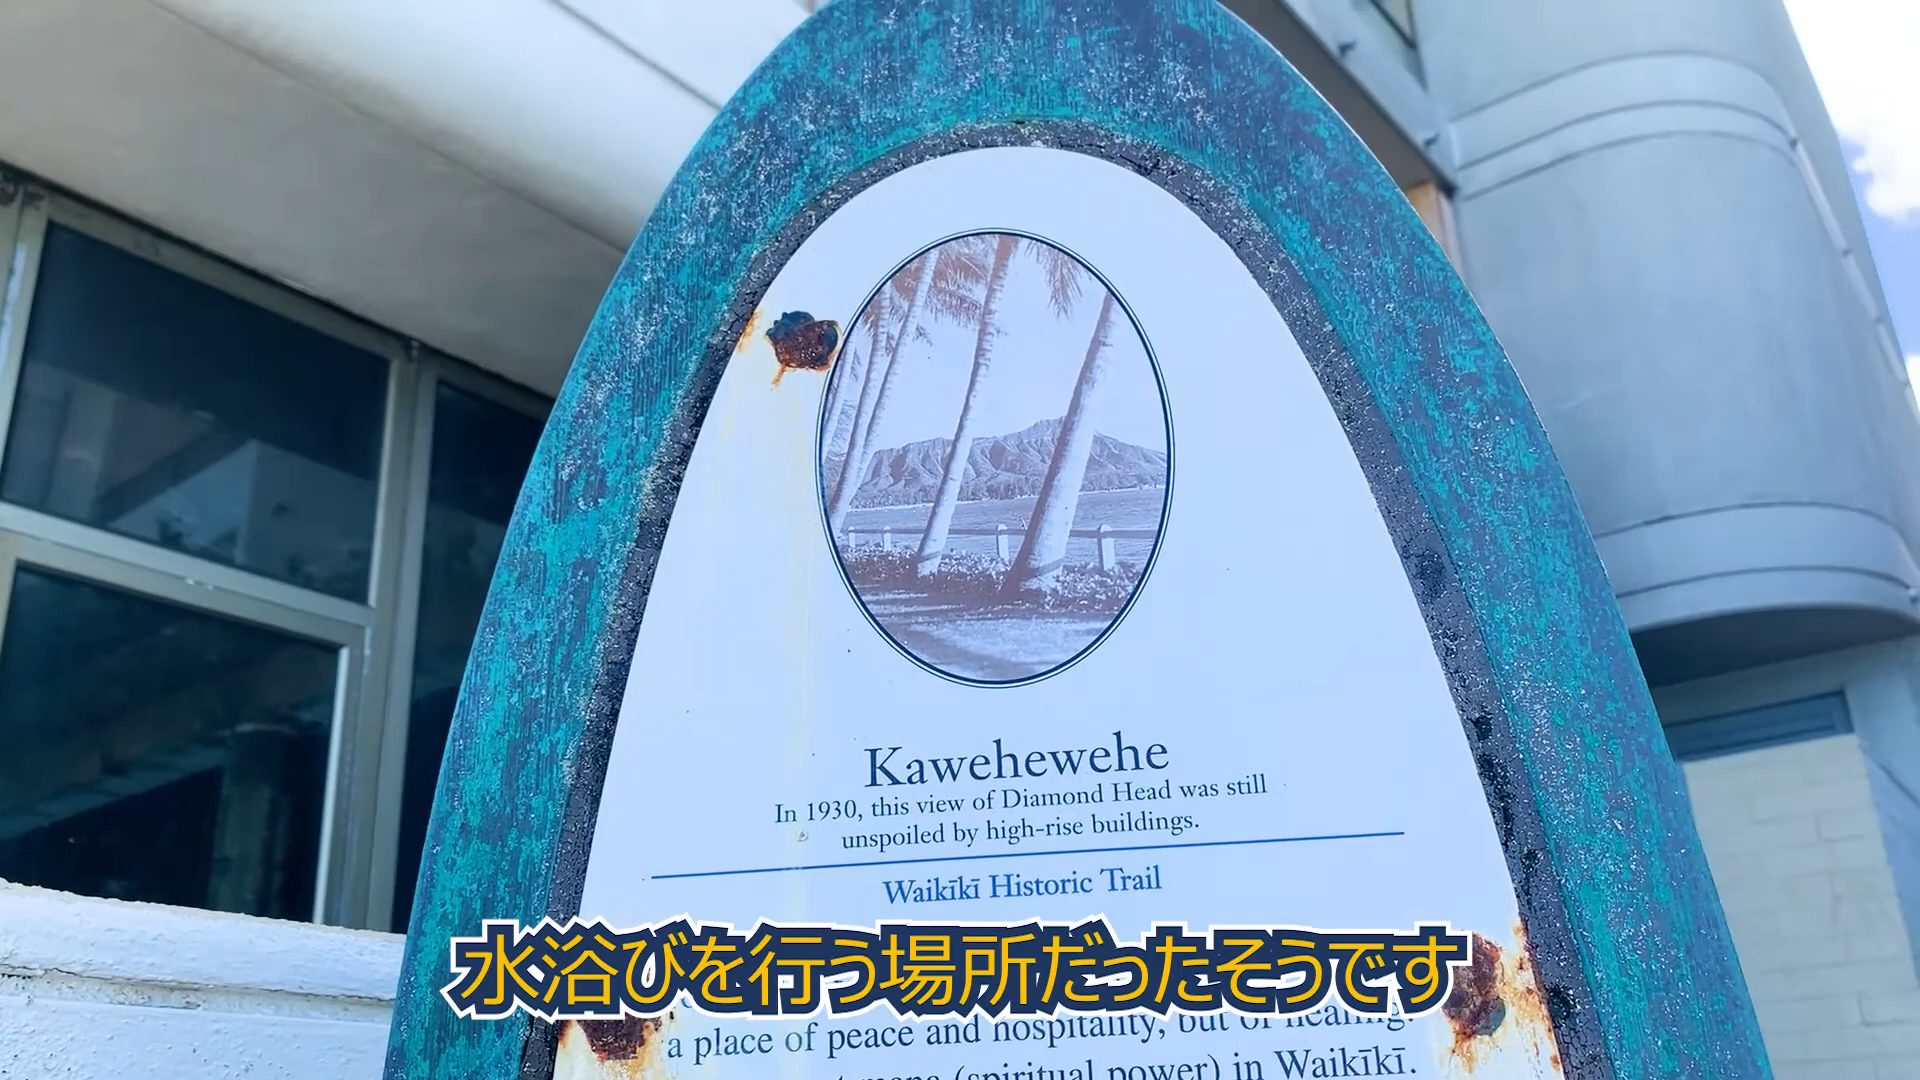 Kawehewehe
In 1930, this view of Diamond Head was still
unspoiled by high-rise buildings.
Waikīkī Historic Trail
水浴びを行う場所だったそうです
a place of peace and hospitality, but of healing.
mana (spiritual power) in Waikīkī.